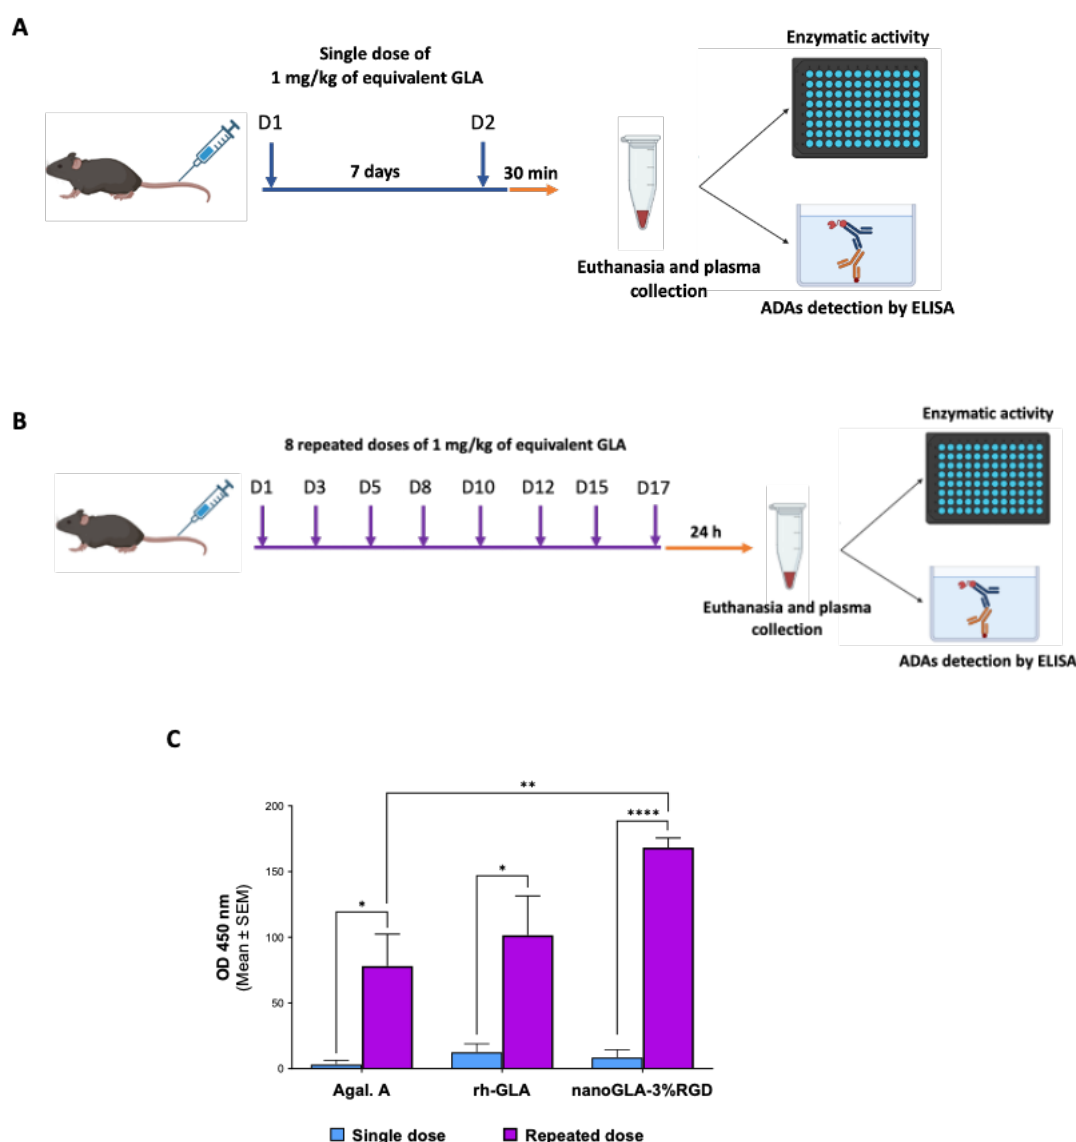 A
Single dose of
1 mg/kg of equivalent GLA
D1
D2
7 days
30 min
Euthanasia and plasma
collection
Enzymatic activity
ADAs detection by ELISA
B
8 repeated doses of 1 mg/kg of equivalent GLA
D1 D3 D5 D8 D10 D12 D15 D17
24 h
Euthanasia and plasma
collection
Enzymatic activity
ADAs detection by ELISA
C
OD 450 nm
(Mean ± SEM)
200
150
100
50
0
*
*
**
****
Agal. A
rh-GLA
nanoGLA-3%RGD
Single dose
Repeated dose